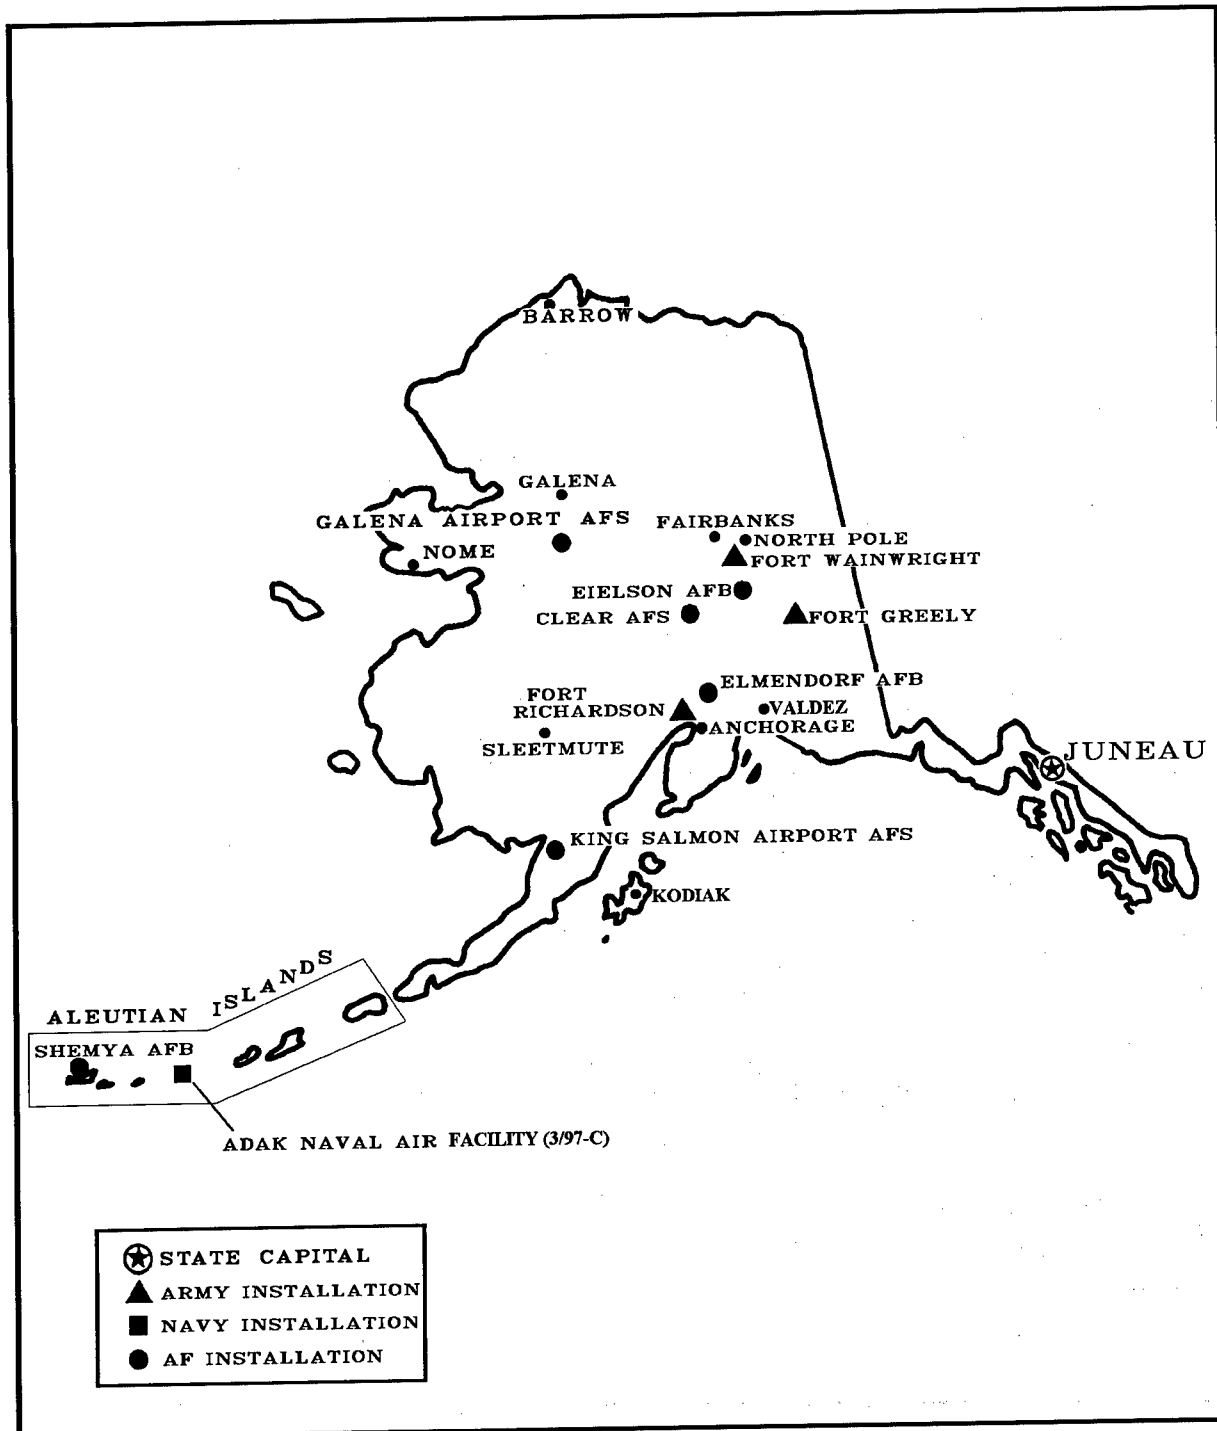 BARROW
GALENA
GALENA AIRPORT AFS
FAIRBANKS
NORTH POLE
NOME
FORT WAINWRIGHT
EIELSON AFB
CLEAR AFS
FORT GREELY
ELMENDORF AFB
FORT
RICHARDSON
VALDEZ
ANCHORAGE
SLEETMUTE
JUNEAU
KING SALMON AIRPORT AFS
KODIAK
ALEUTIAN ISLANDS
SHEMYA AFB
ADAK NAVAL AIR FACILITY (3/97-C)
STATE CAPITAL
ARMY INSTALLATION
NAVY INSTALLATION
AF INSTALLATION